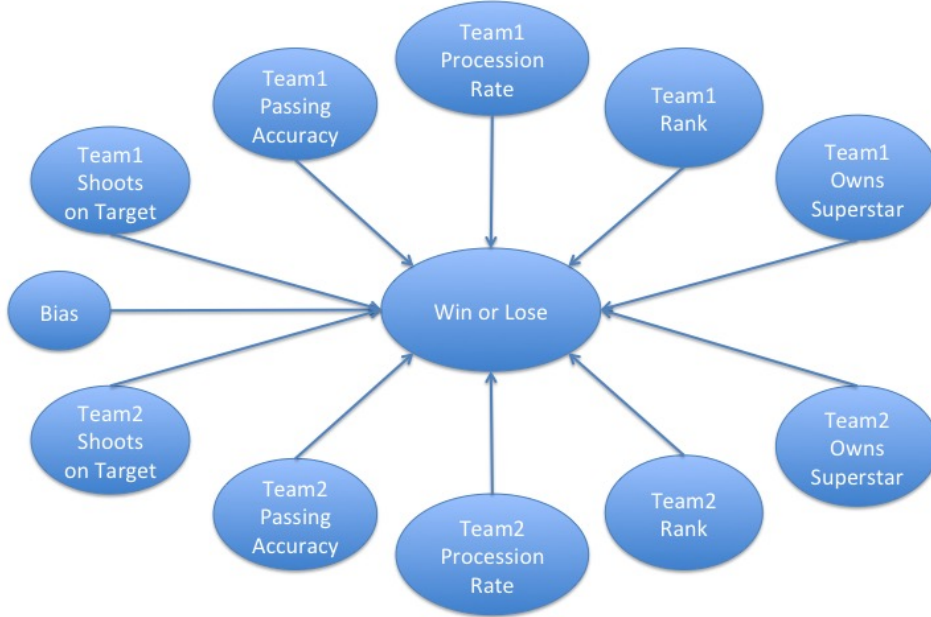 Team1
Procession
Rate
Team1
Passing
Accuracy
Team1
Rank
Team1
Shoots
on Target
Team1
Owns
Superstar
Bias
Win or Lose
Team2
Shoots
on Target
Team2
Owns
Superstar
Team2
Passing
Accuracy
Team2
Rank
Team2
Procession
Rate